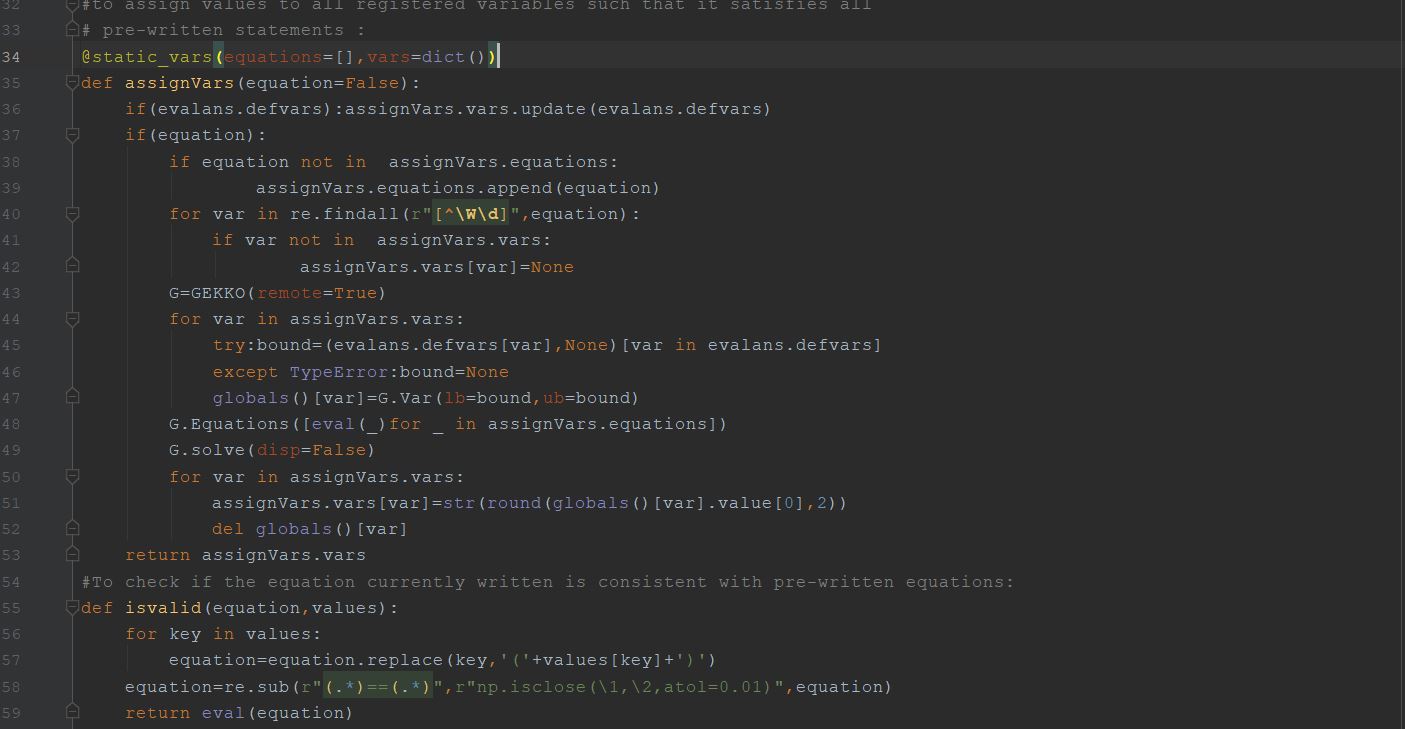 32 #to assign values to all registered variables such that it satisfies all
33 # pre-written statements :
34 @static_vars(equations=[],vars=dict())
35 def assignVars(equation=False):
36     if(evalans.defvars):assignVars.vars.update(evalans.defvars)
37     if(equation):
38         if equation not in  assignVars.equations:
39                 assignVars.equations.append(equation)
40         for var in re.findall(r"[^\W\d]",equation):
41             if var not in  assignVars.vars:
42                     assignVars.vars[var]=None
43         G=GEKKO(remote=True)
44         for var in assignVars.vars:
45             try:bound=(evalans.defvars[var],None)[var in evalans.defvars]
46             except TypeError:bound=None
47             globals()[var]=G.Var(lb=bound,ub=bound)
48         G.Equations([eval(_)for _ in assignVars.equations])
49         G.solve(disp=False)
50         for var in assignVars.vars:
51             assignVars.vars[var]=str(round(globals()[var].value[0],2))
52             del globals()[var]
53     return assignVars.vars
54 #To check if the equation currently written is consistent with pre-written equations:
55 def isvalid(equation,values):
56     for key in values:
57         equation=equation.replace(key,'('+values[key]+')')
58     equation=re.sub(r"(.*)==(.*)",r"np.isclose(\1,\2,atol=0.01)",equation)
59     return eval(equation)